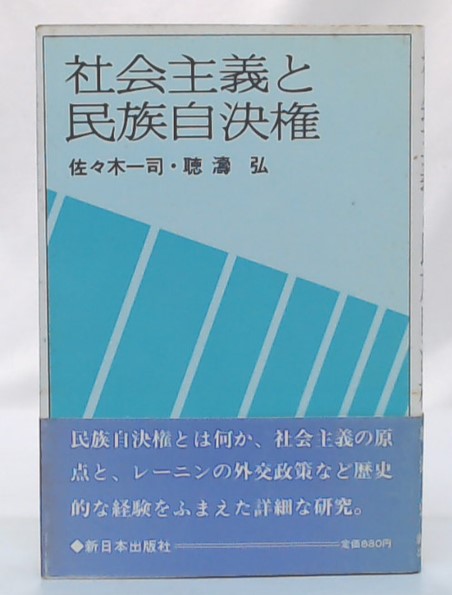 社会主義と
民族自決権
佐々木一司・聴濤 弘
民族自決権とは何か、社会主義の原
点と、レーニンの外交政策など歴史
的な経験をふまえた詳細な研究。
◆新日本出版社 定価680円